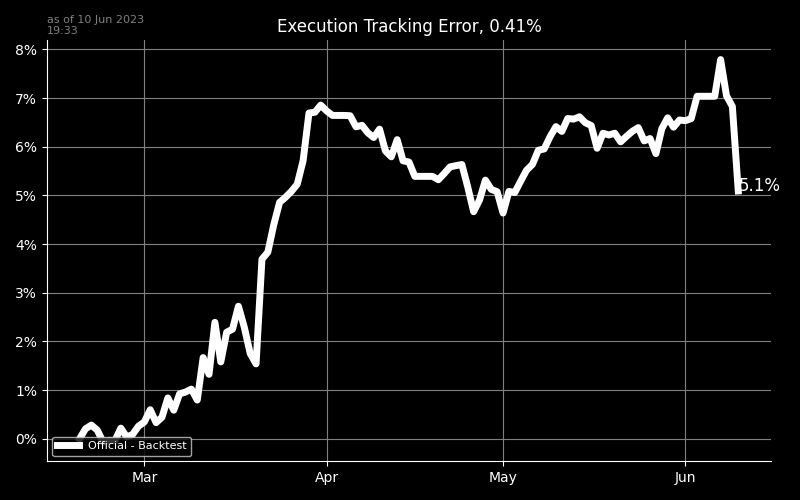 as of 10 Jun 2023
19:33
Execution Tracking Error, 0.41%
8%
7%
6%
5%
4%
3%
2%
1%
0%
5.1%
Official - Backtest
Mar
Apr
May
Jun